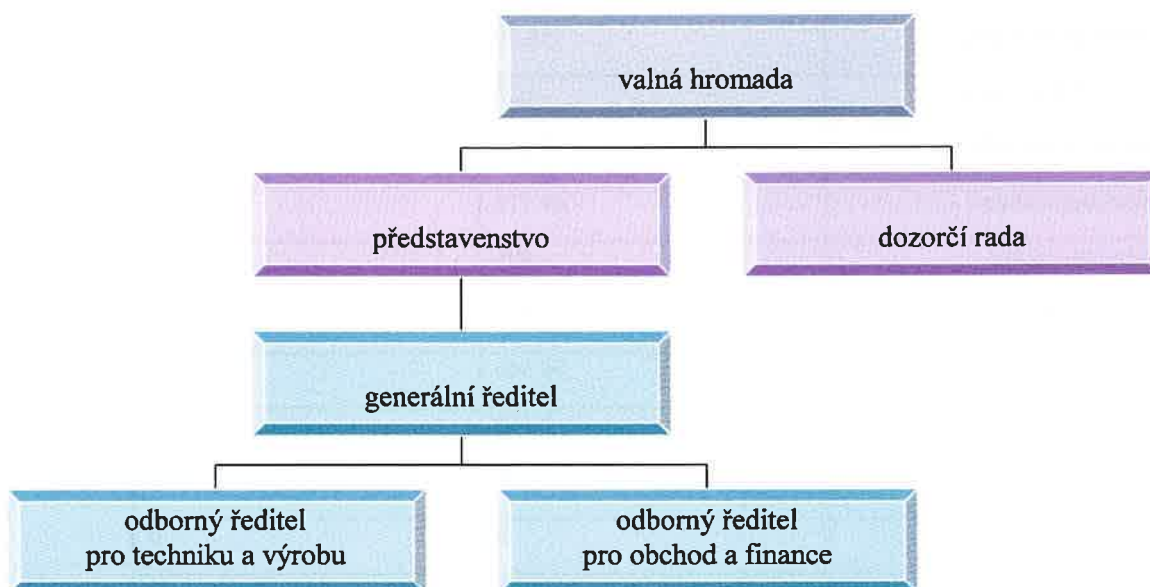 valná hromada
představenstvo
dozorčí rada
generální ředitel
odborný ředitel
pro techniku a výrobu
odborný ředitel
pro obchod a finance